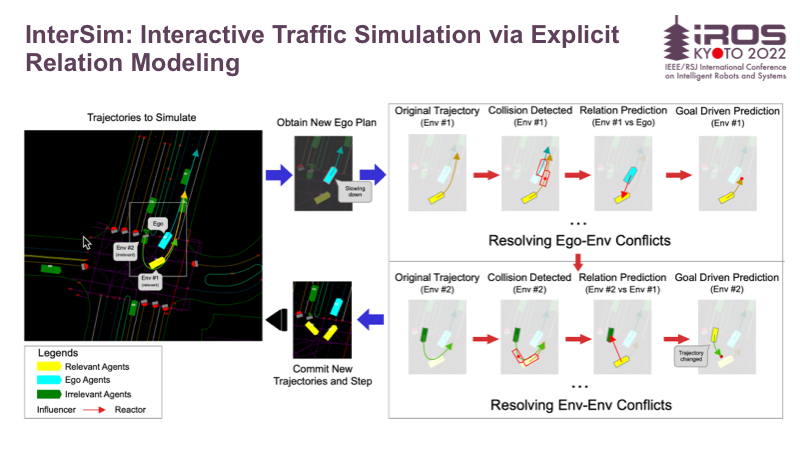 InterSim: Interactive Traffic Simulation via Explicit
Relation Modeling
iROS
KYOTO 2022
IEEE/RSJ International Conference
on Intelligent Robots and Systems
Trajectories to Simulate
Ego
Env #2
(irrelevant)
Env #1
(relevant)
Legends
Relevant Agents
Ego Agents
Irrelevant Agents
Influencer
Reactor
Obtain New Ego Plan
Slowing
down
Commit New
Trajectories and Step
Original Trajectory
(Env #1)
Collision Detected
(Env #1)
Relation Prediction
(Env #1 vs Ego)
Goal Driven Prediction
(Env #1)
...
Resolving Ego-Env Conflicts
Original Trajectory
(Env #2)
Collision Detected
(Env #2)
Relation Prediction
(Env #2 vs Env #1)
Goal Driven Prediction
(Env #2)
Trajectory
changed
...
Resolving Env-Env Conflicts